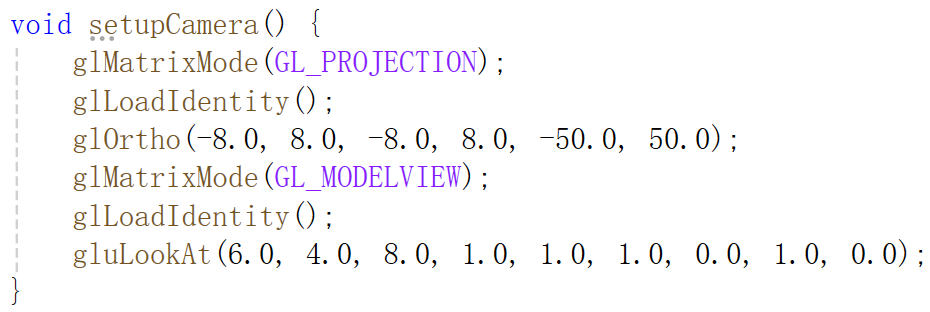 void setupCamera() {
    glMatrixMode(GL_PROJECTION);
    glLoadIdentity();
    glOrtho(-8.0, 8.0, -8.0, 8.0, -50.0, 50.0);
    glMatrixMode(GL_MODELVIEW);
    glLoadIdentity();
    gluLookAt(6.0, 4.0, 8.0, 1.0, 1.0, 1.0, 0.0, 1.0, 0.0);
}